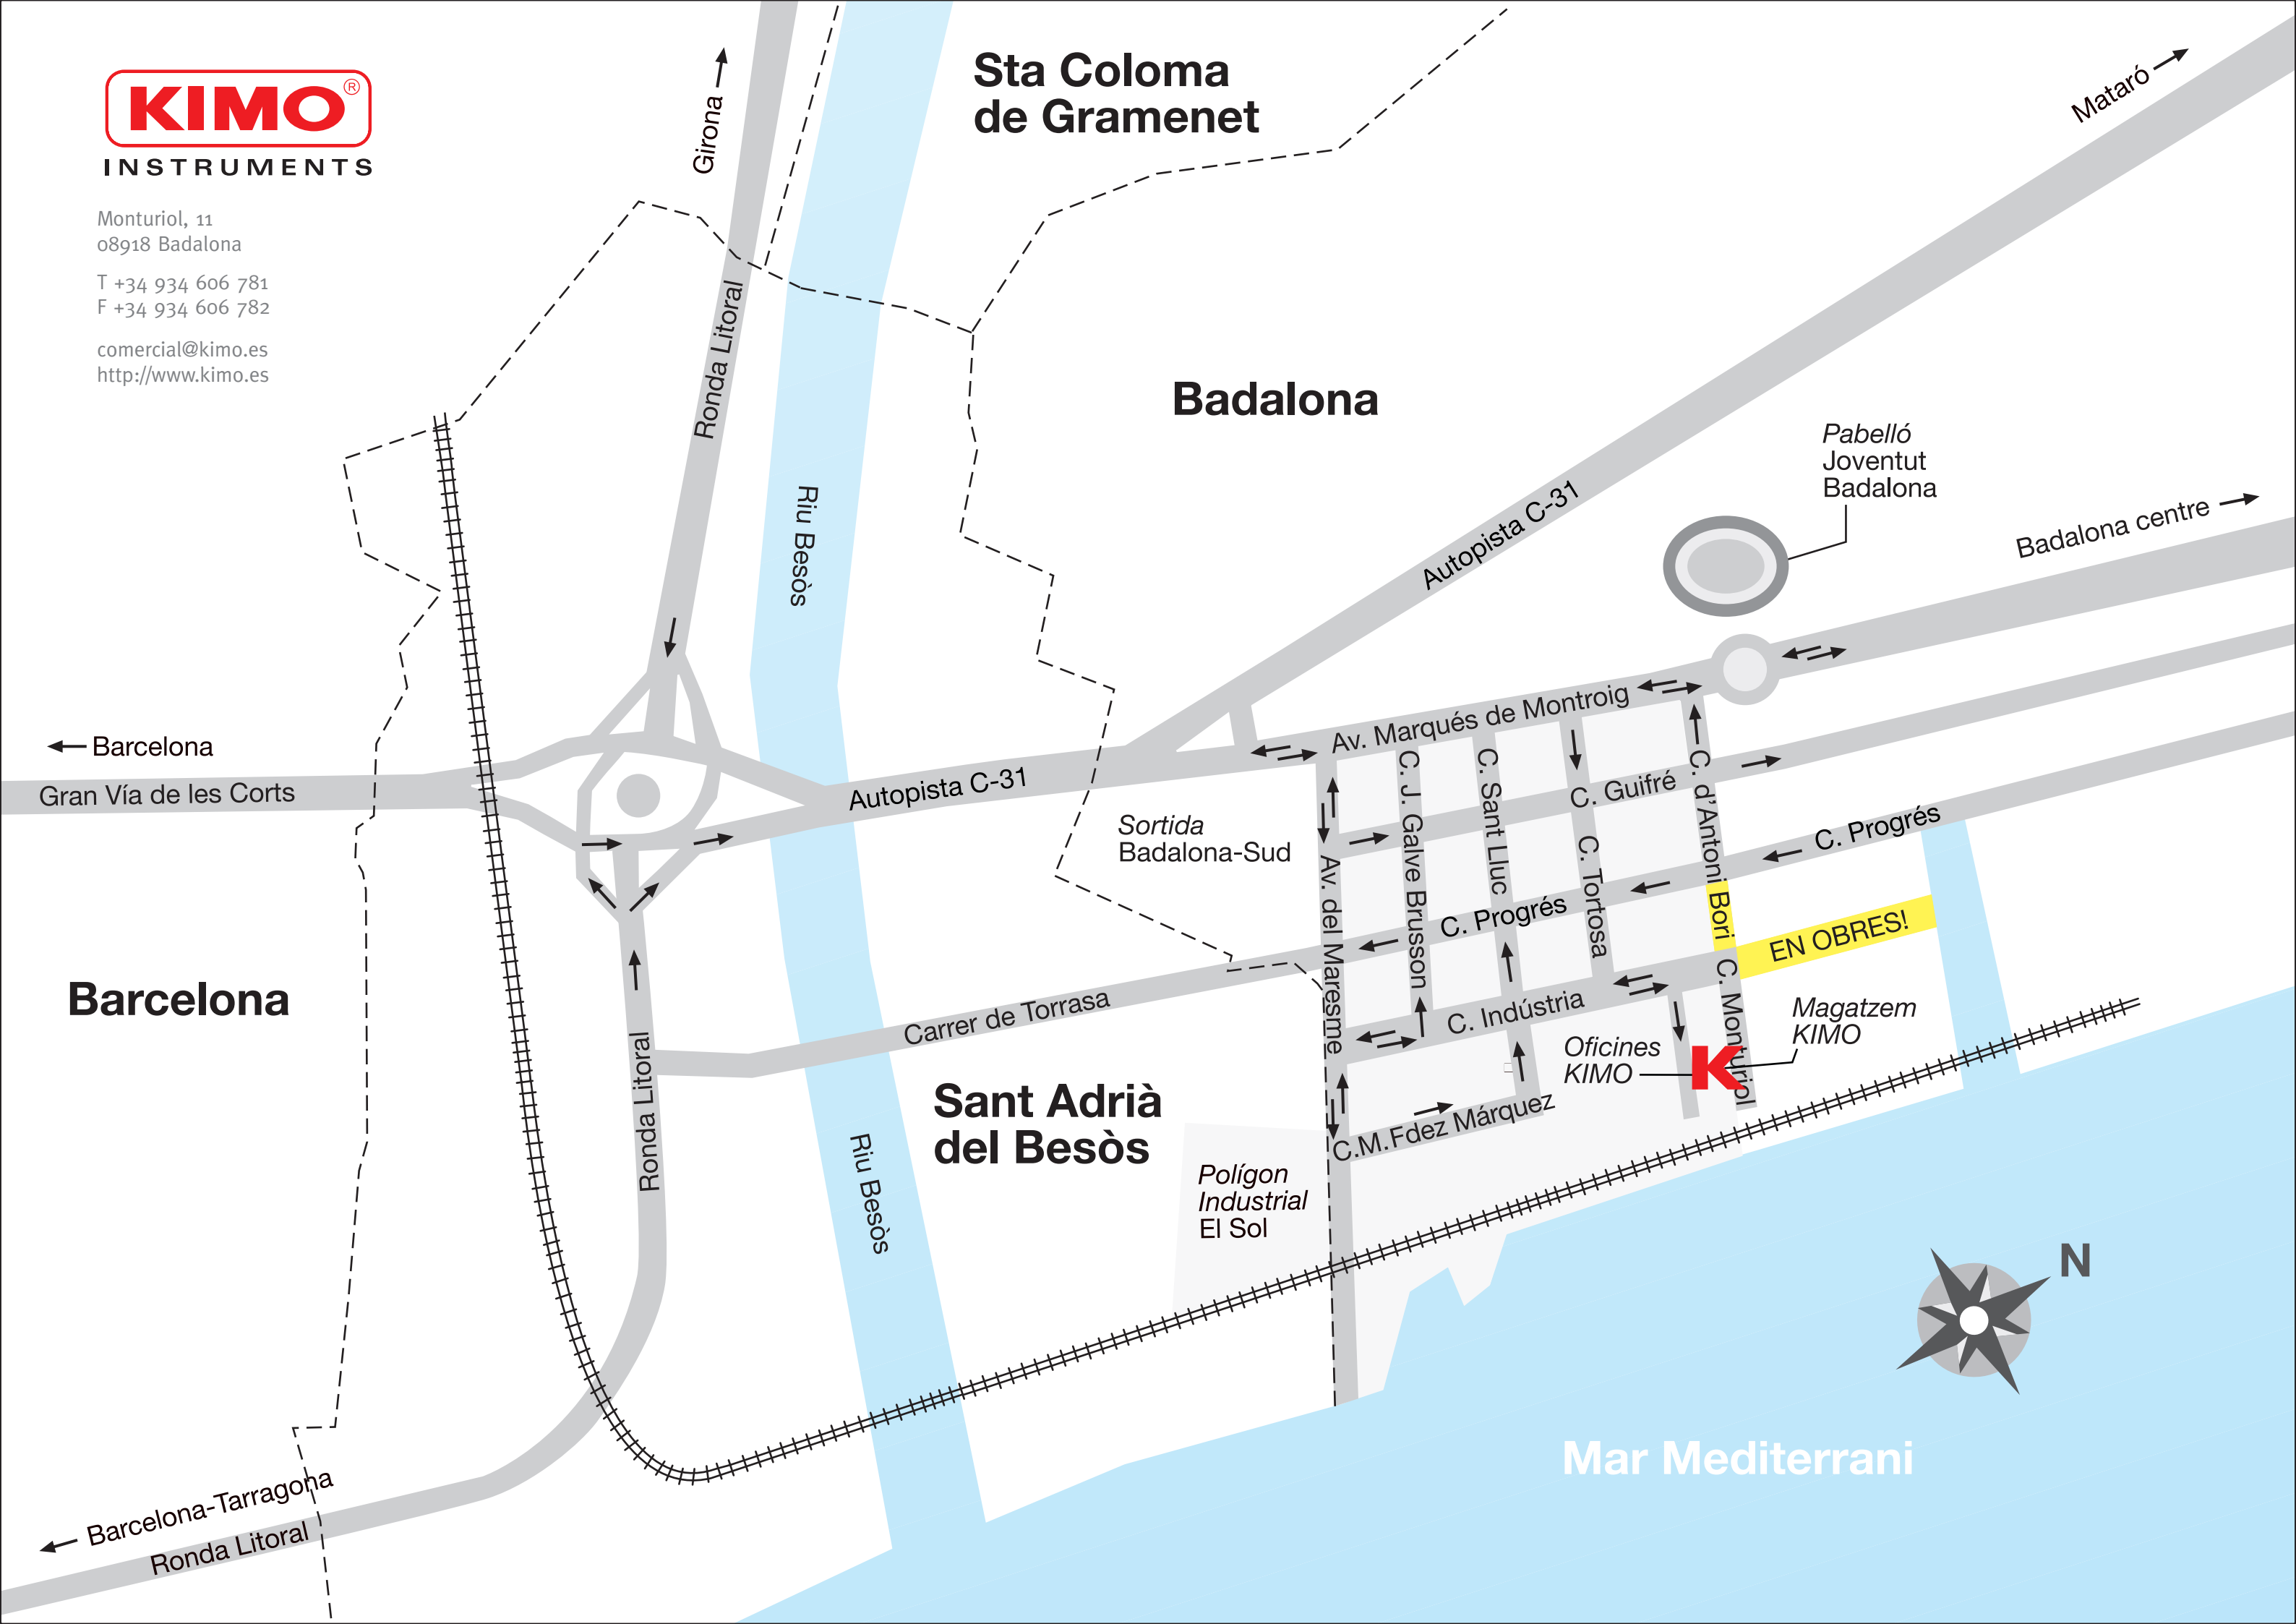 KIMO®
INSTRUMENTS
Monturiol, 11
08918 Badalona
T +34 934 606 781
F +34 934 606 782
comercial@kimo.es
http://www.kimo.es
Girona
Sta Coloma
de Gramenet
Mataró
Ronda Litoral
Badalona
Pabelló
Joventut
Badalona
Riu Besòs
Autopista C-31
Badalona centre
Barcelona
Gran Vía de les Corts
Autopista C-31
Av. Marqués de Montroig
Sortida
Badalona-Sud
Av. del Maresme
C. J. Galve Brusson
C. Sant Lluc
C. Guifré
C. Tortosa
C. d'Antoni Bori
C. Progrés
C. Progrés
EN OBRES!
Barcelona
Carrer de Torrasa
C. Indústria
C. Monturiol
Magatzem
KIMO
Oficines
KIMO
K
Ronda Litoral
Sant Adrià
del Besòs
C.M.Fdez Márquez
Riu Besòs
Polígon
Industrial
El Sol
N
Mar Mediterrani
Barcelona-Tarragona
Ronda Litoral